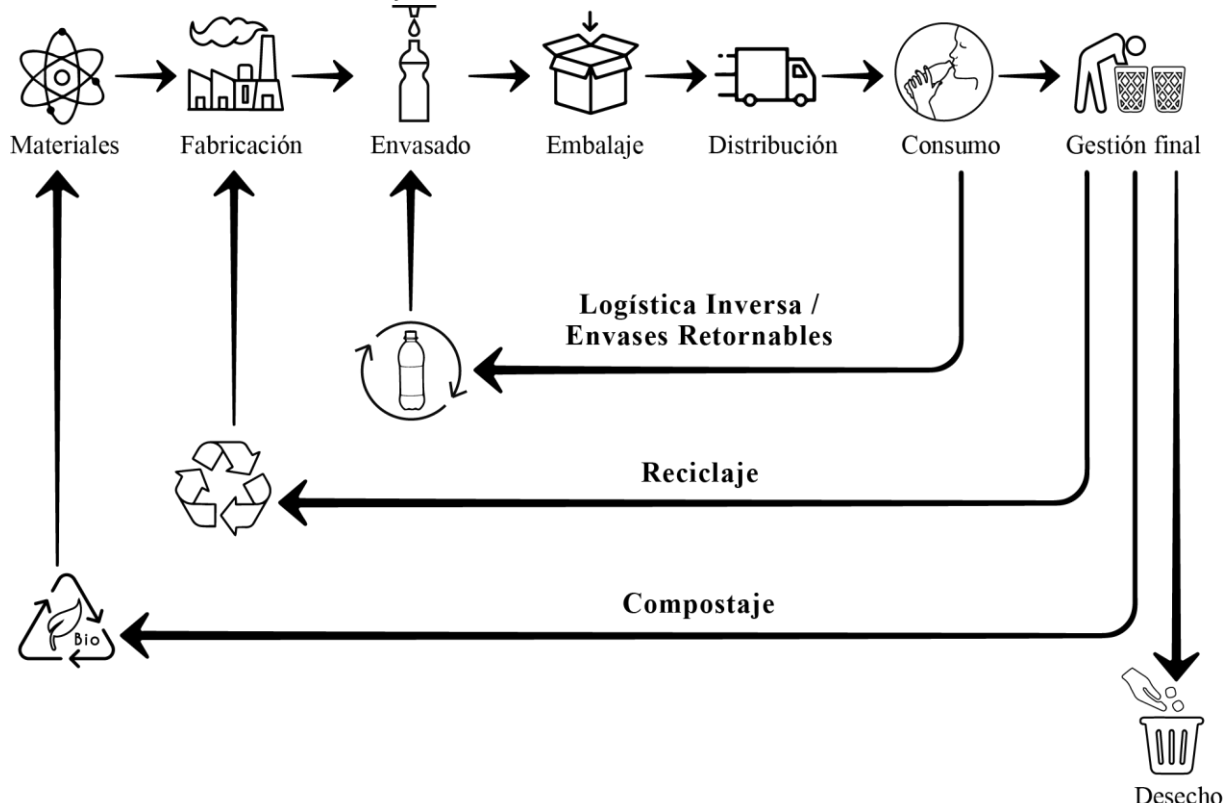 Materiales
Fabricación
Envasado
Embalaje
Distribución
Consumo
Gestión final
Logística Inversa /
Envases Retornables
Reciclaje
Compostaje
Bio
Desecho